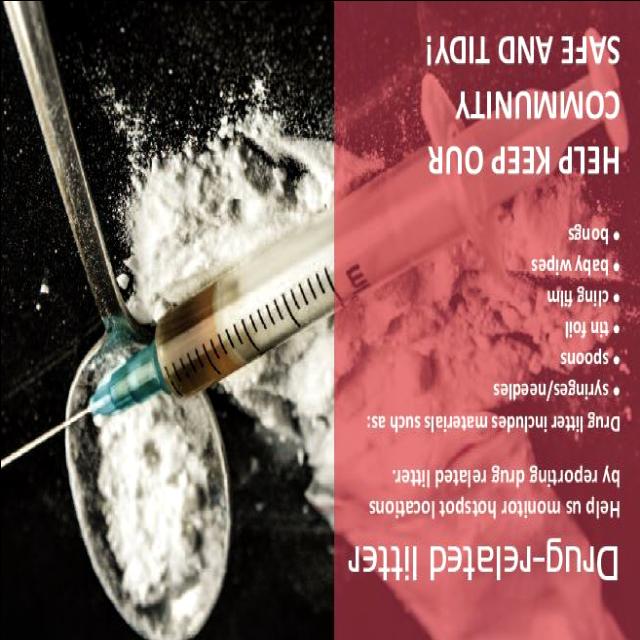 Drug-related litter
Help us monitor hotspot locations
by reporting drug related litter.
Drug litter includes materials such as:
• syringes/needles
• spoons
• tin foil
• cling film
• baby wipes
• bongs
HELP KEEP OUR
COMMUNITY
SAFE AND TIDY!